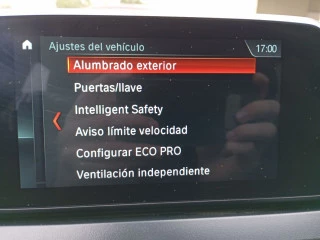 Ajustes del vehículo
17:00
Alumbrado exterior
Puertas/llave
Intelligent Safety
Aviso límite velocidad
Configurar ECO PRO
Ventilación independiente